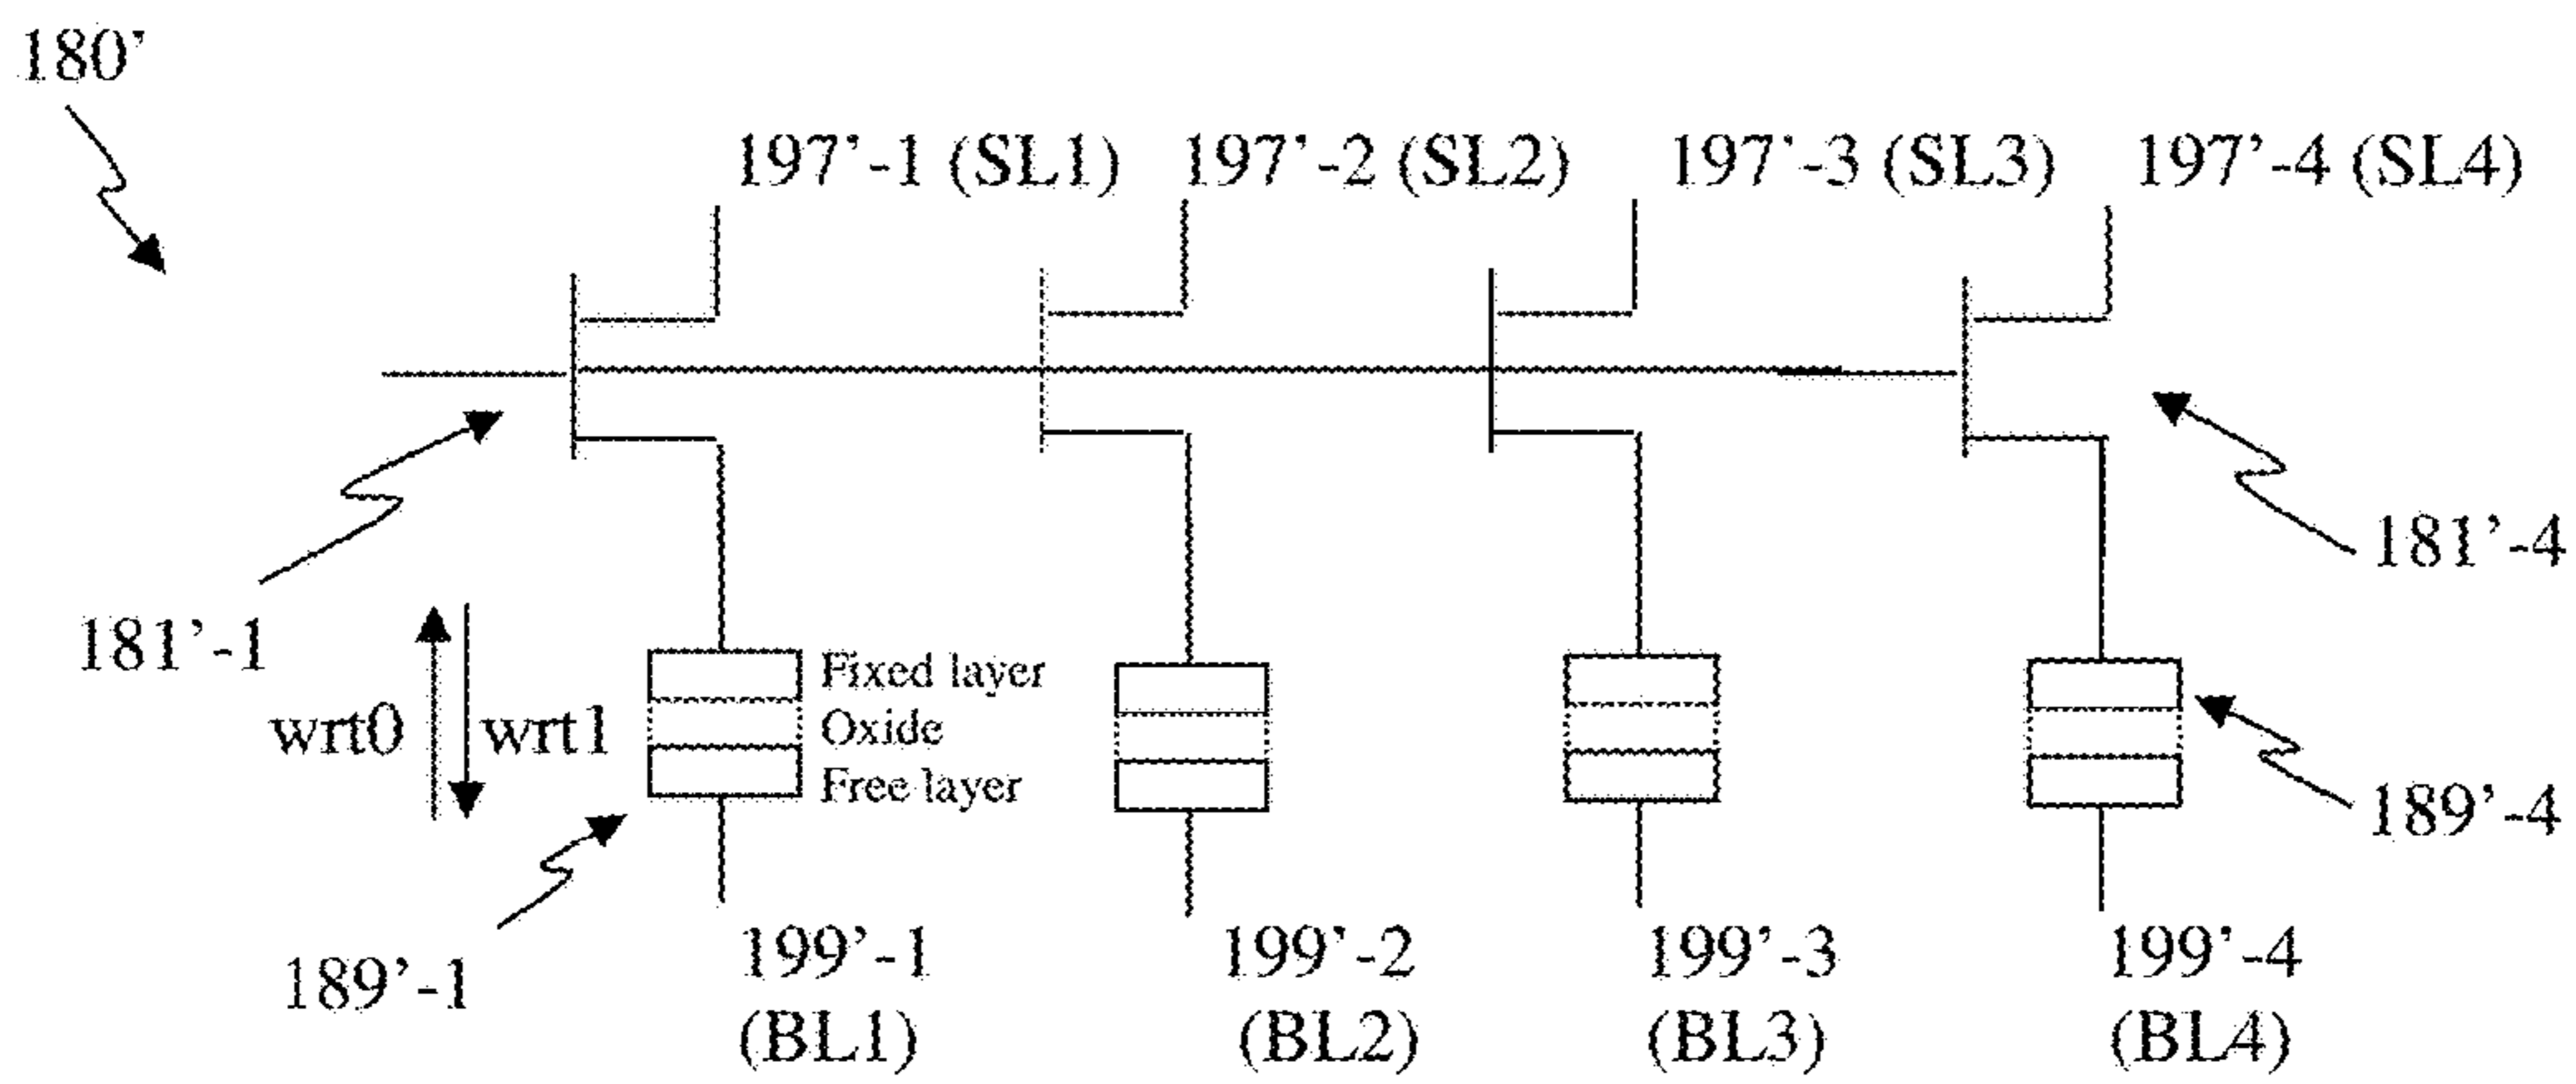 180’
197’-1 (SL1) 197’-2 (SL2) 197’-3 (SL3) 197’-4 (SL4)
181’-4
181’-1
wrt0 wrt1
Fixed layer
Oxide
Free layer
189’-4
189’-1
199’-1 199’-2 199’-3 199’-4
(BL1) (BL2) (BL3) (BL4)